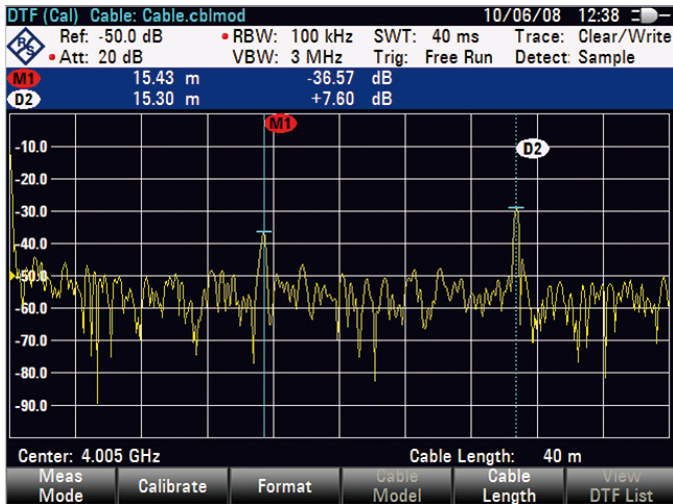 DTF (Cal) Cable: Cable.cblmod 10/06/08 12:38
Ref: -50.0 dB RBW: 100 kHz SWT: 40 ms Trace: Clear/Write
Att: 20 dB VBW: 3 MHz Trig: Free Run Detect: Sample
M1 15.43 m -36.57 dB
D2 15.30 m +7.60 dB
M1
D2
-10.0
-20.0
-30.0
-40.0
-50.0
-60.0
-70.0
-80.0
-90.0
Center: 4.005 GHz Cable Length: 40 m
Meas Mode Calibrate Format Cable Model Cable Length View DTF List